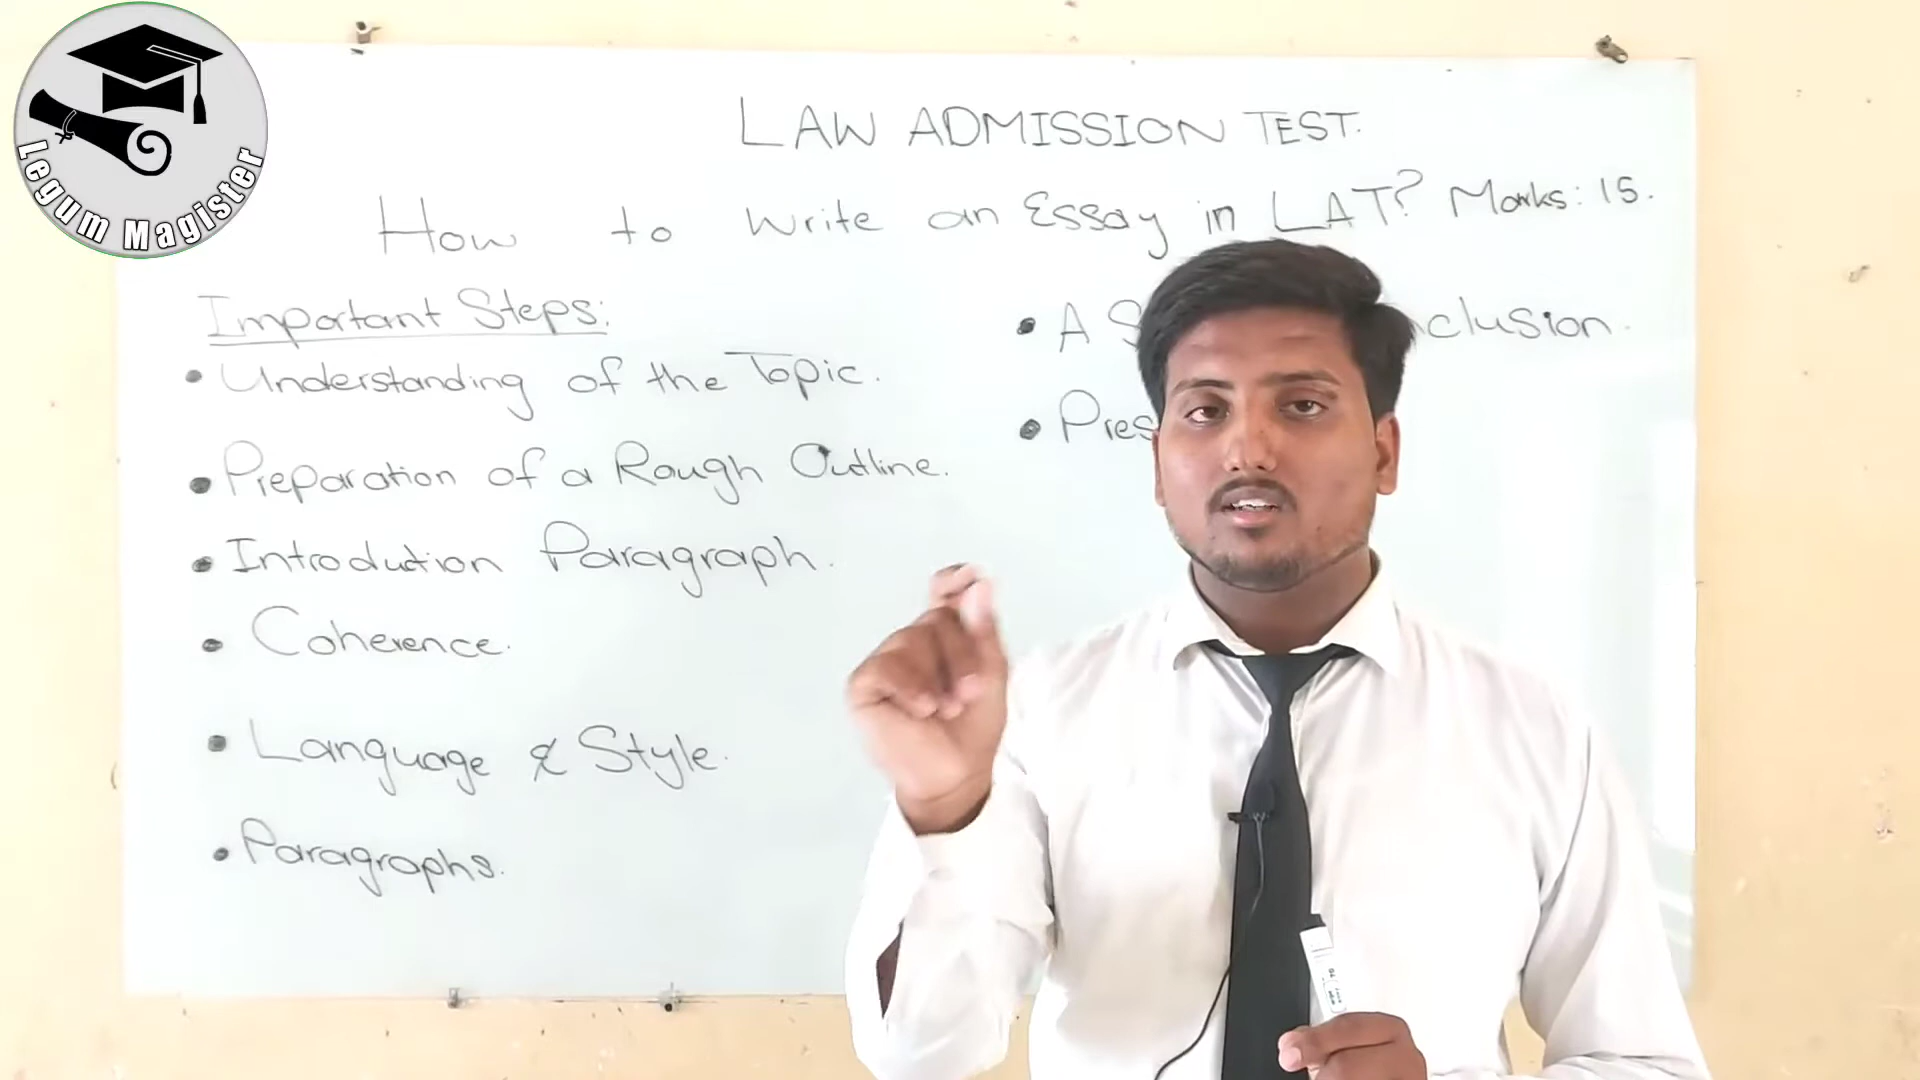 Legum Magister
LAW ADMISSION TEST.
How to Write an Essay in LAT? Marks: 15.
Important Steps:
• Understanding of the Topic.
• Preparation of a Rough Outline.
• Introduction Paragraph.
• Coherence.
• Language & Style.
• Paragraphs.
• A S nclusion.
• Pres